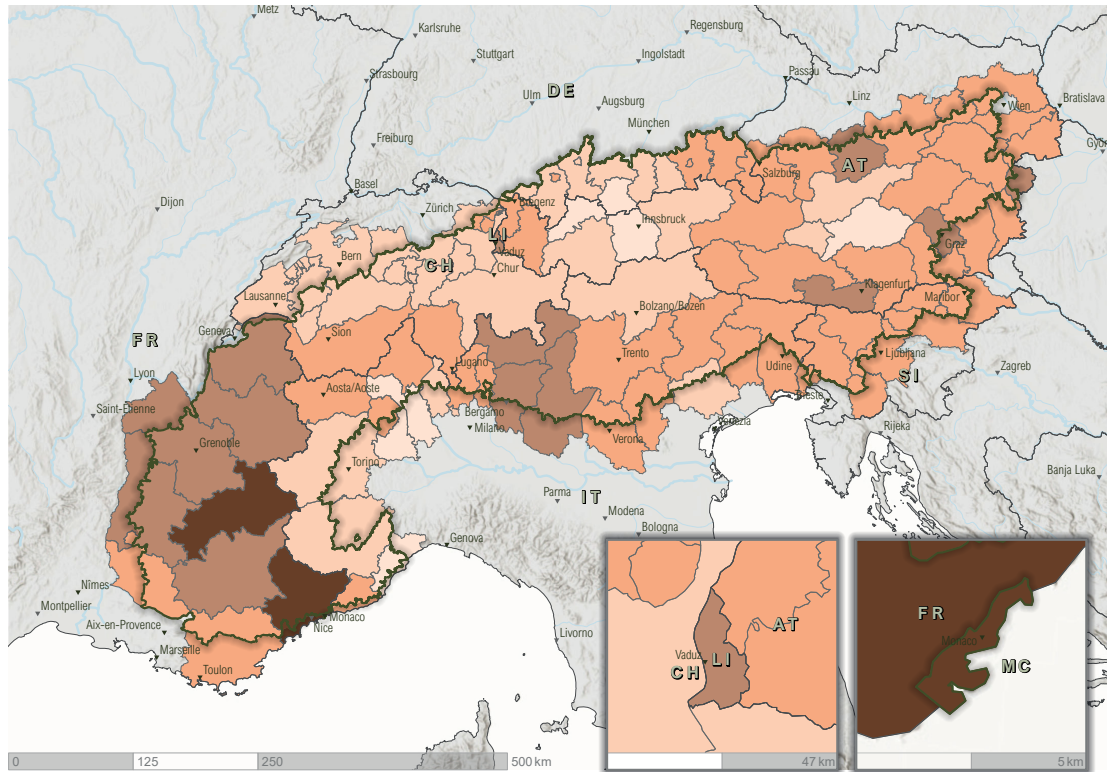 Metz
Karlsruhe
Regensburg
Stuttgart
Ingolstadt
Strasbourg
Passau
Ulm
DE
Augsburg
Linz
Wien
Bratislava
München
Freiburg
Győ
AT
Salzburg
Basel
Zürich
Bregenz
Dijon
Innsbruck
LI
Graz
Bern
Vaduz
CH
Chur
Klagenfurt
Lausanne
Maribor
Bolzano/Bozen
Geneva
Sion
FR
Ljubljana
Trento
Lugano
Udine
Zagreb
Lyon
SI
Aosta/Aoste
Trieste
Saint-Etienne
Bergamo
Venezia
Milano
Rijeka
Verona
Grenoble
Torino
Banja Luka
Parma
IT
Modena
Bologna
Genova
Nîmes
Montpellier
Monaco
Aix-en-Provence
Nice
Livorno
Marseille
Toulon
FR
AT
Monaco
Vaduz
LI
MC
CH
0
125
250
500 km
47 km
5 km